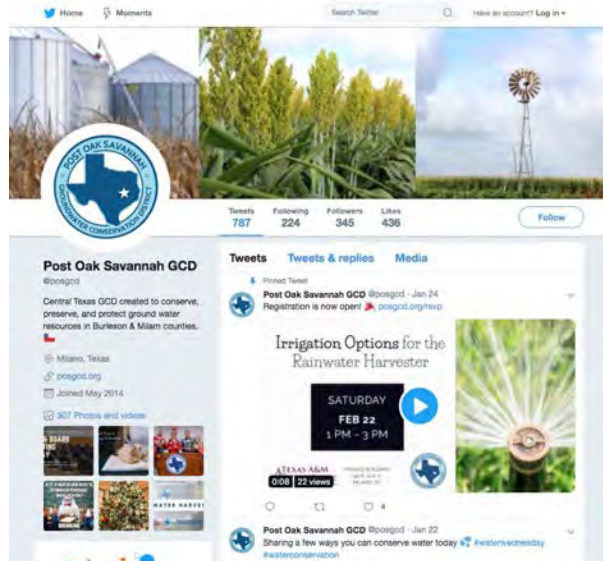 Home Moments Search Twitter Have an account? Log in
POST OAK SAVANNAH
GROUNDWATER CONSERVATION DISTRICT
Tweets Following Followers Likes
787 224 345 436
Follow
Post Oak Savannah GCD
@posgcd
Central Texas GCD created to conserve,
preserve, and protect ground water
resources in Burleson & Milam counties.
Milano, Texas
posgcd.org
Joined May 2014
307 Photos and videos
BOARD
WATER HARVES
Tweets Tweets & replies Media
Pinned Tweet
Post Oak Savannah GCD @posgcd · Jan 24
Registration is now open! posgcd.org/rsvp
Irrigation Options for the
Rainwater Harvester
SATURDAY
FEB 22
1 PM - 3 PM
TEXAS A&M
0:08 22 views
4
Post Oak Savannah GCD @posgcd · Jan 22
Sharing a few ways you can conserve water today #waterwednesday
#waterconservation